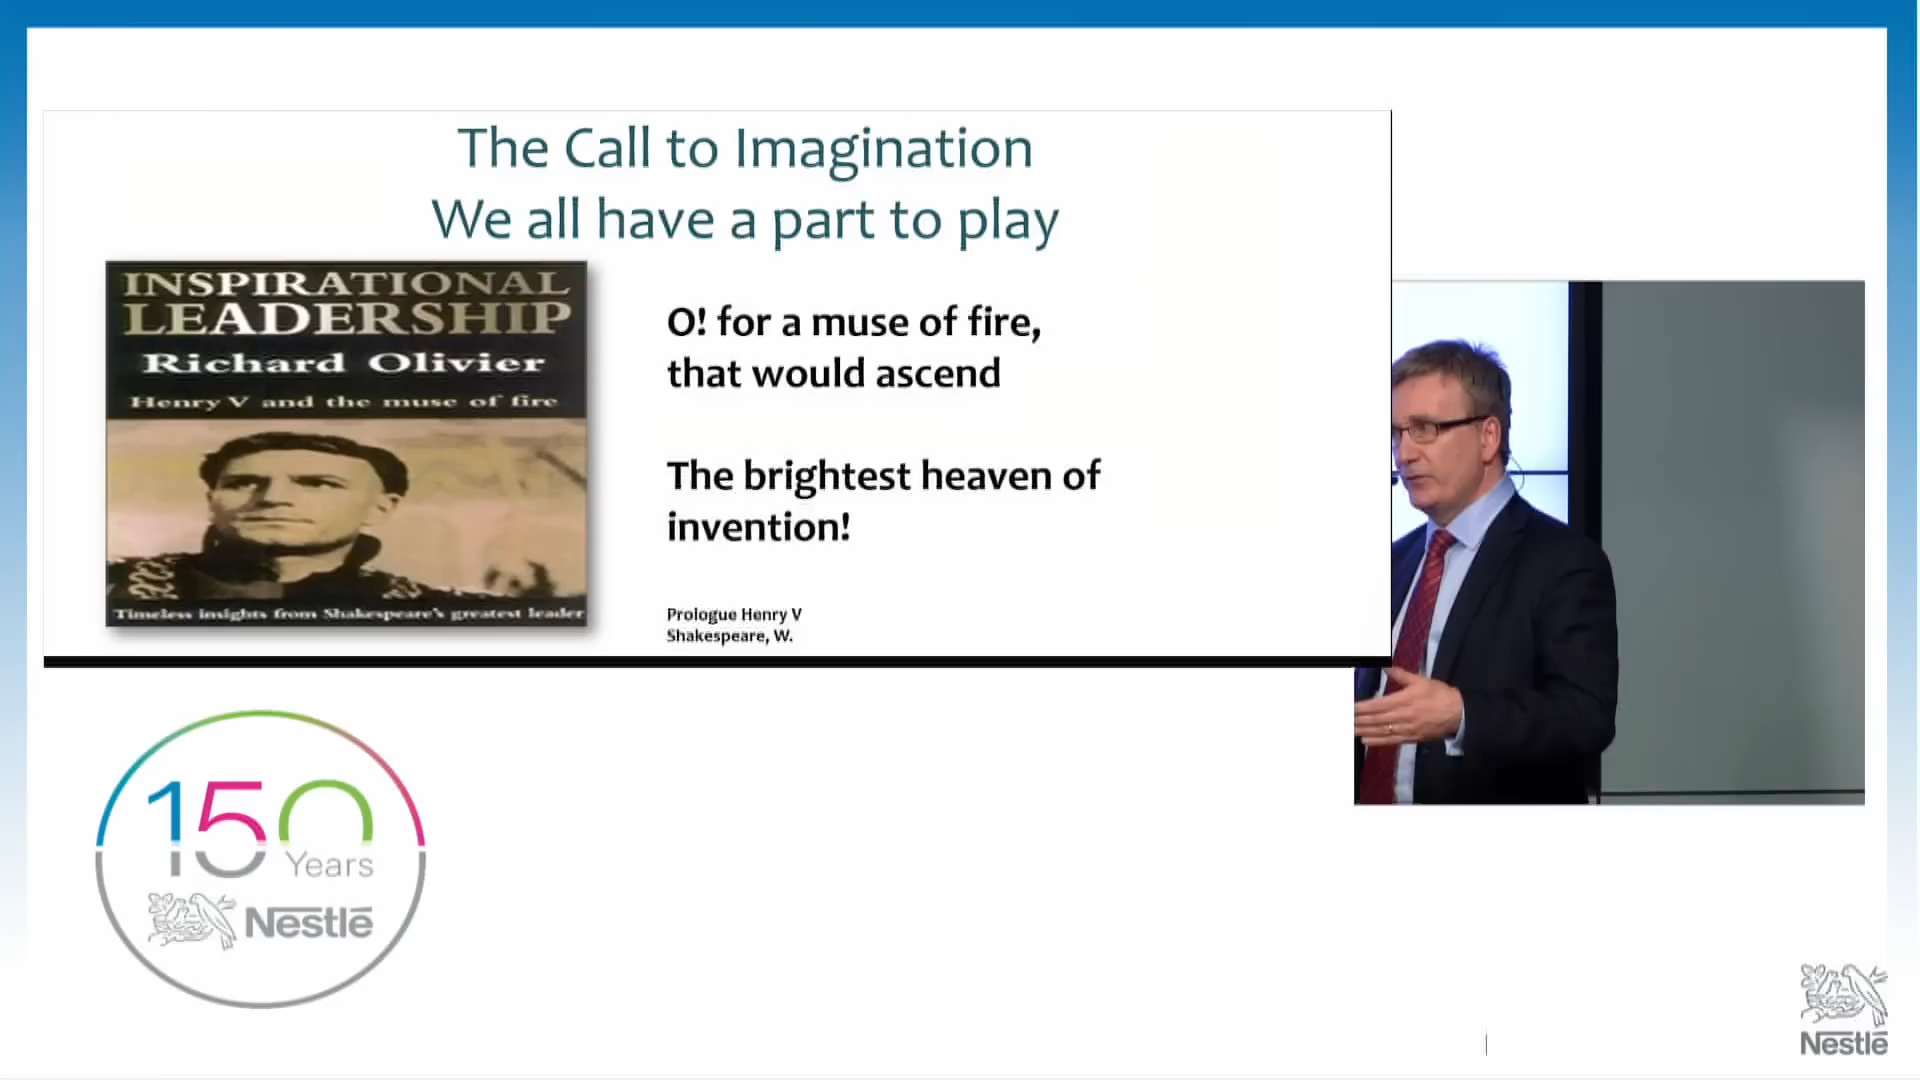 The Call to Imagination
We all have a part to play
INSPIRATIONAL
LEADERSHIP
Richard Olivier
Henry V and the muse of fire
Timeless insights from Shakespeare's greatest leader
O! for a muse of fire,
that would ascend
The brightest heaven of
invention!
Prologue Henry V
Shakespeare, W.
150
Years
Nestlé
Nestlé